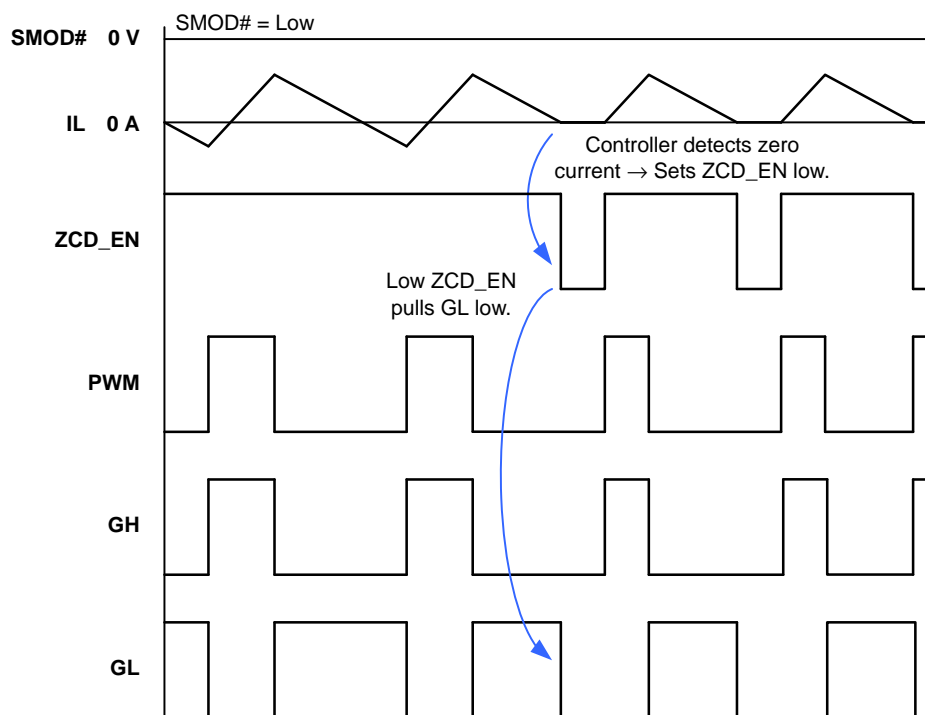 SMOD# = Low
SMOD# 0 V
IL 0 A
Controller detects zero
current → Sets ZCD_EN low.
ZCD_EN
Low ZCD_EN
pulls GL low.
PWM
GH
GL